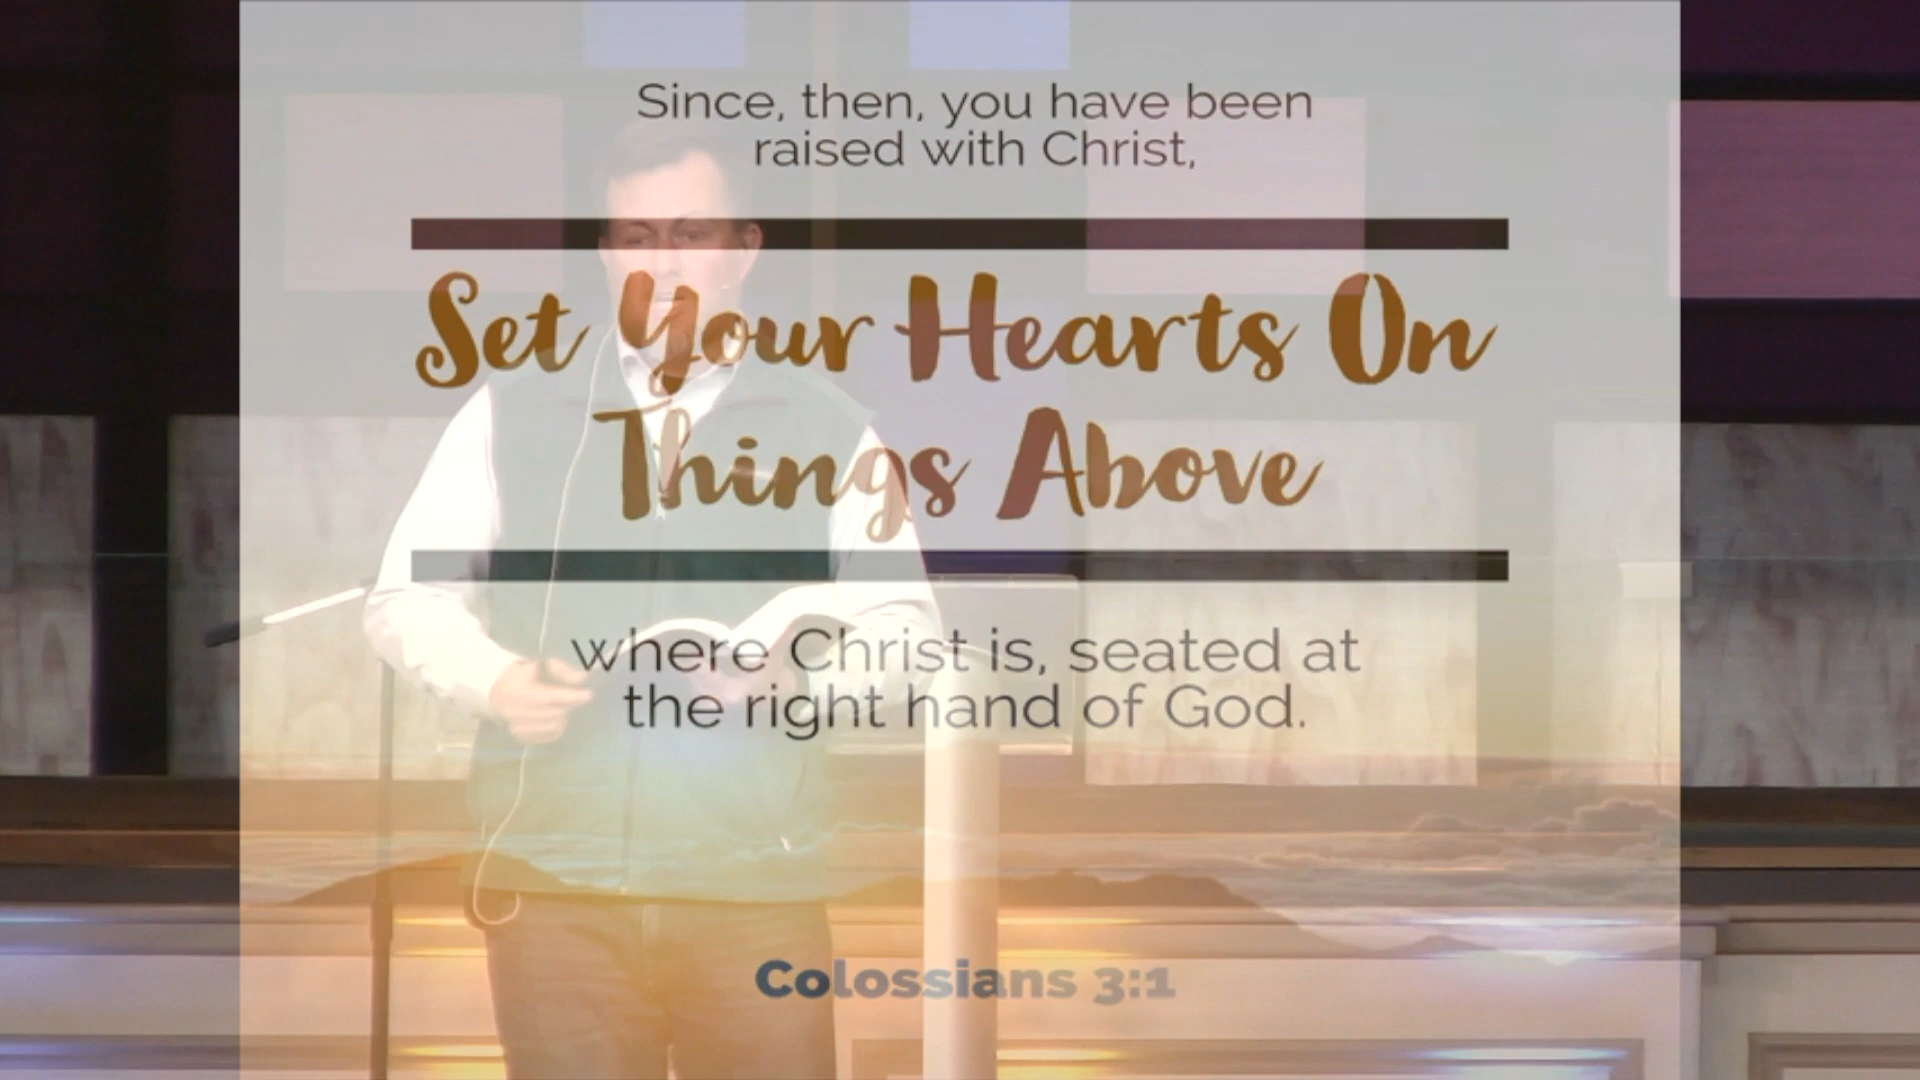 Since, then, you have been
raised with Christ,
Set Your Hearts On
Things Above
where Christ is, seated at
the right hand of God.
Colossians 3:1